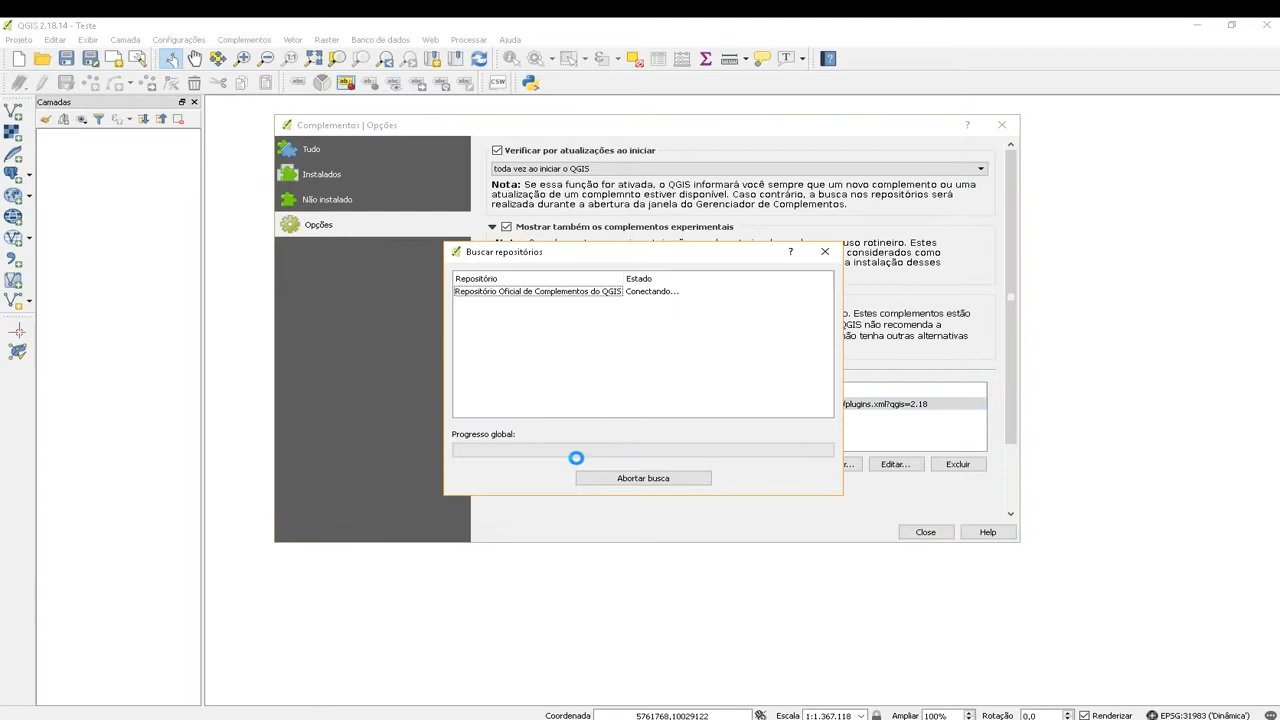 QGIS 2.18.14 - Teste
Projeto Editar Exibir Camada Configurações Complementos Vetor Raster Banco de dados Web Processar Ajuda
CSW
Camadas
Complementos | Opções
Tudo
Instalados
Não instalado
Opções
Verificar por atualizações ao iniciar
toda vez ao iniciar o QGIS
Nota: Se essa função for ativada, o QGIS informará você sempre que um novo complemento ou uma
atualização de um complemnto estiver disponível. Caso contrário, a busca nos repositórios será
realizada durante a abertura da janela do Gerenciador de Complementos.
Mostrar também os complementos experimentais
uso rotineiro. Estes
considerados como
a instalação desses
o. Estes complementos estão
QGIS não recomenda a
não tenha outras alternativas
/plugins.xml?qgis=2.18
r... Editar... Excluir
Close Help
Buscar repositórios
Repositório Estado
Repositório Oficial de Complementos do QGIS Conectando...
Progresso global:
Abortar busca
Coordenada 5761768,10029122 Escala 1:1.367.118 Ampliar 100% Rotação 0,0 Renderizar EPSG:31983 ('Dinâmico')